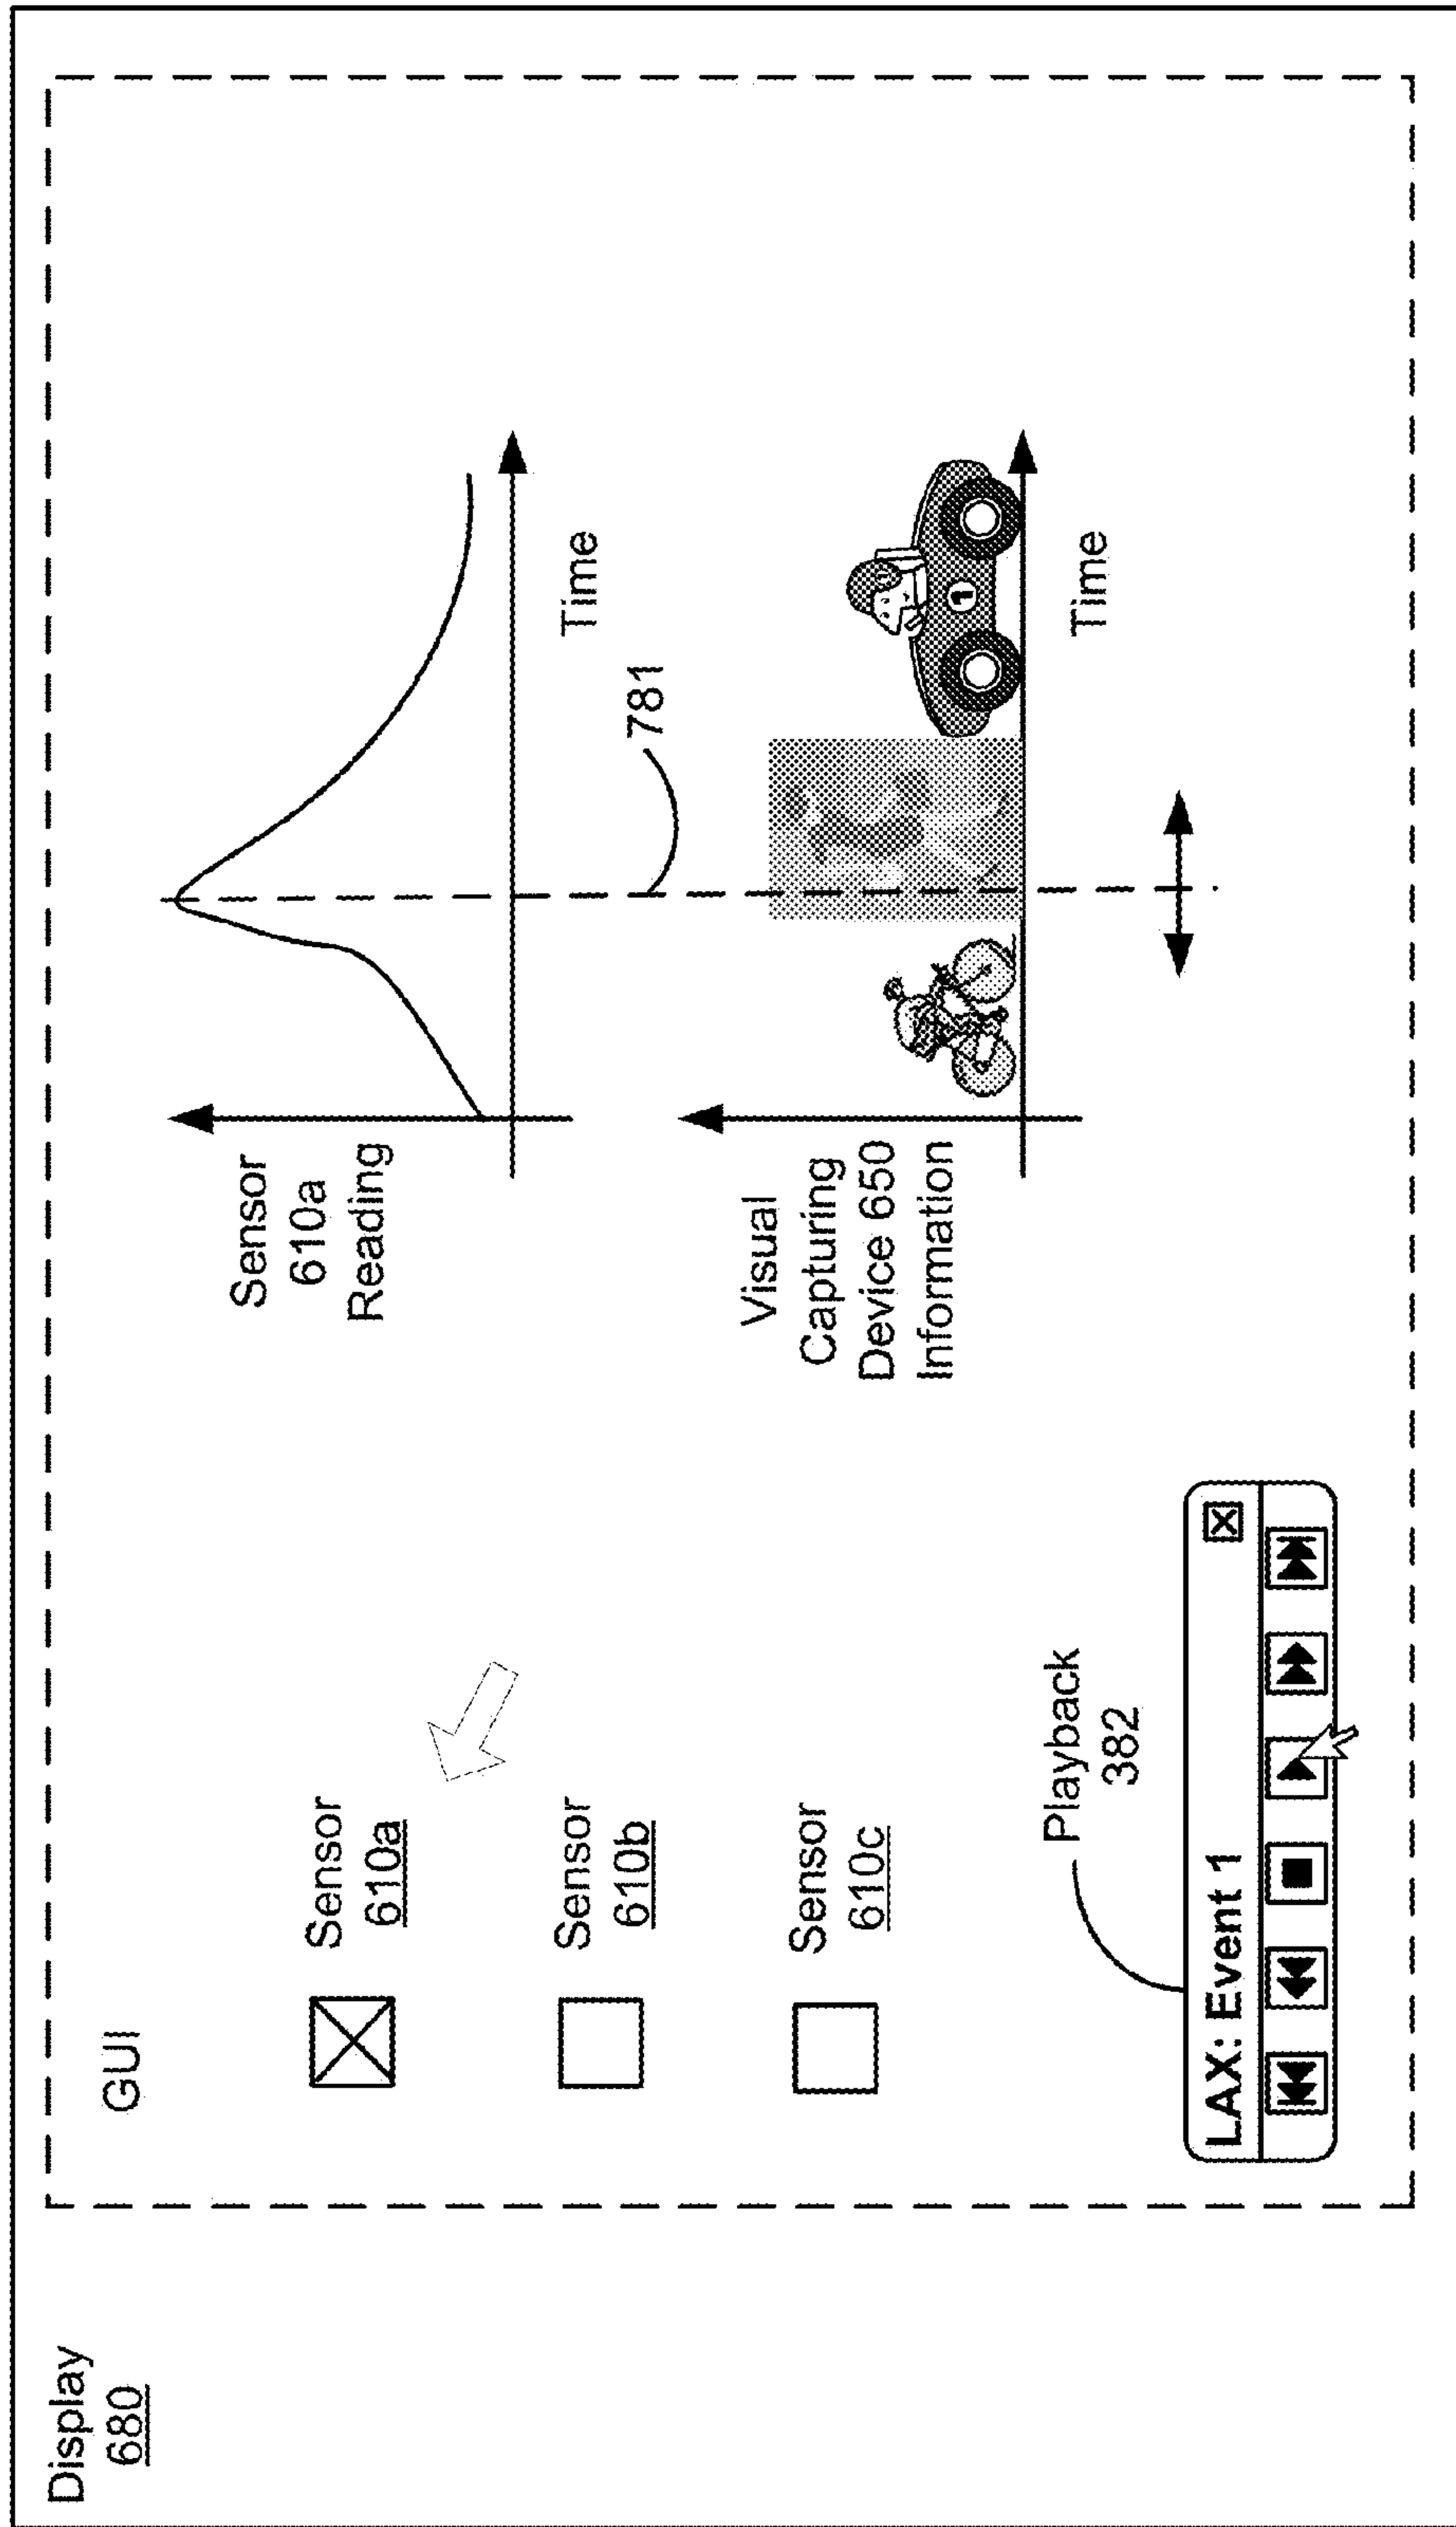 Display
680
GUI
Sensor
610a
Sensor
610b
Sensor
610c
Playback
382
LAX: Event 1
Sensor
610a
Reading
Time
781
Visual
Capturing
Device 650
Information
1
Time